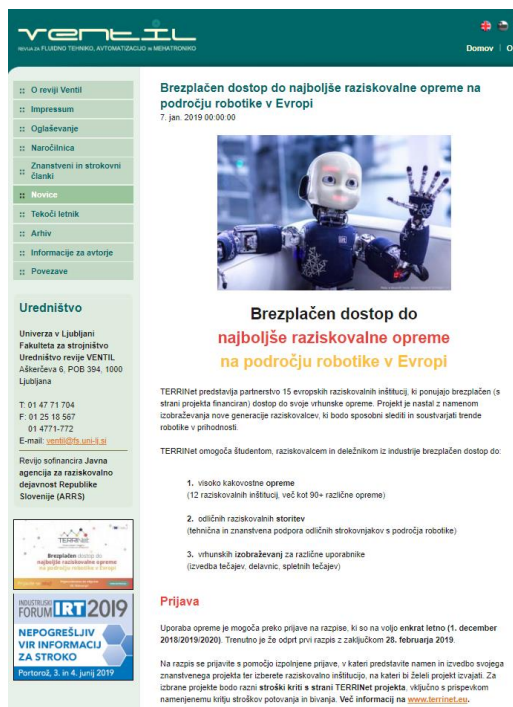 ventil
REVIJA ZA FLUIDNO TEHNIKO, AVTOMATIZACIJO IN MEHATRONIKO
Domov | O
:: O reviji Ventil
:: Impressum
:: Oglaševanje
:: Naročilnica
:: Znanstveni in strokovni
članki
:: Novice
:: Tekoči letnik
:: Arhiv
:: Informacije za avtorje
:: Povezave
Uredništvo
Univerza v Ljubljani
Fakulteta za strojništvo
Uredništvo revije VENTIL
Aškerčeva 6, POB 394, 1000
Ljubljana
T: 01 47 71 704
F: 01 25 18 567
01 4771-772
E-mail: ventil@fs.uni-lj.si
Revijo sofinancira Javna
agencija za raziskovalno
dejavnost Republike
Slovenije (ARRS)
TERRINet
Brezplačen dostop do
najboljše raziskovalne opreme
na področju robotike v Evropi
INDUSTRIJSKI
FORUM IRT 2019
NEPOGREŠLJIV
VIR INFORMACIJ
ZA STROKO
Portorož, 3. in 4. junij 2019
Brezplačen dostop do najboljše raziskovalne opreme na
področju robotike v Evropi
7. jan. 2019 00:00:00
Brezplačen dostop do
najboljše raziskovalne opreme
na področju robotike v Evropi
TERRINet predstavlja partnerstvo 15 evropskih raziskovalnih inštitucij, ki ponujajo brezplačen (s
strani projekta financiran) dostop do svoje vrhunske opreme. Projekt je nastal z namenom
izobraževanja nove generacije raziskovalcev, ki bodo sposobni slediti in soustvarjati trende
robotike v prihodnosti.
TERRINet omogoča študentom, raziskovalcem in deležnikom iz industrije brezplačen dostop do:
1. visoko kakovostne opreme
(12 raziskovalnih inštitucij, več kot 90+ različne opreme)
2. odličnih raziskovalnih storitev
(tehnična in znanstvena podpora odličnih strokovnjakov s področja robotike)
3. vrhunskih izobraževanj za različne uporabnike
(izvedba tečajev, delavnic, spletnih tečajev)
Prijava
Uporaba opreme je mogoča preko prijave na razpise, ki so na voljo enkrat letno (1. december
2018/2019/2020). Trenutno je že odprt prvi razpis z zaključkom 28. februarja 2019.
Na razpis se prijavite s pomočjo izpolnjene prijave, v kateri predstavite namen in izvedbo svojega
znanstvenega projekta ter izberete raziskovalno inštitucijo, na kateri bi želeli projekt izvajati. Za
izbrane projekte bodo razni stroški kriti s strani TERRINet projekta, vključno s prispevkom
namenjenemu kritju stroškov potovanja in bivanja. Več informacij na www.terrinet.eu.